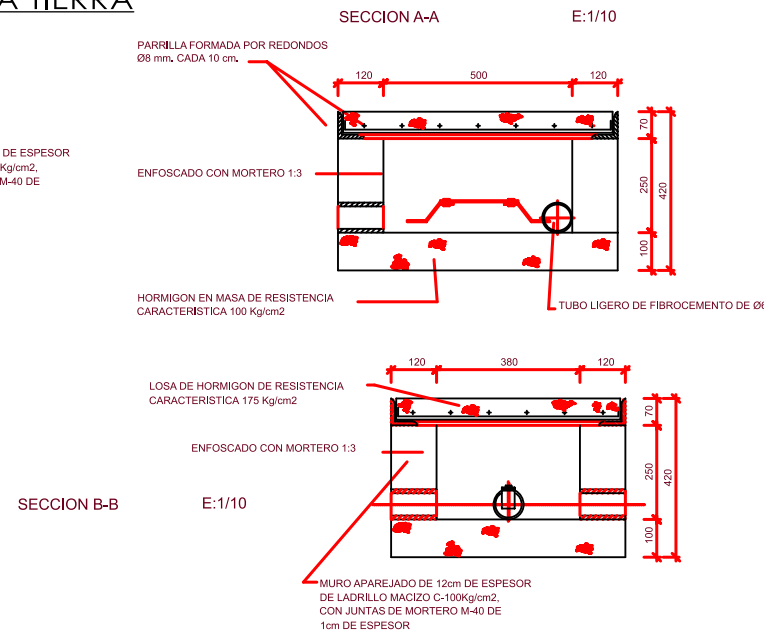 A TIERRA
SECCION A-A E:1/10
PARRILLA FORMADA POR REDONDOS
Ø8 mm. CADA 10 cm.
120 500 120
DE ESPESOR
Kg/cm2,
M-40 DE
ENFOSCADO CON MORTERO 1:3
70
250
420
100
HORMIGON EN MASA DE RESISTENCIA
CARACTERISTICA 100 Kg/cm2
TUBO LIGERO DE FIBROCEMENTO DE Ø6
120 380 120
LOSA DE HORMIGON DE RESISTENCIA
CARACTERISTICA 175 Kg/cm2
ENFOSCADO CON MORTERO 1:3
70
250
420
100
SECCION B-B E:1/10
MURO APAREJADO DE 12cm DE ESPESOR
DE LADRILLO MACIZO C-100Kg/cm2,
CON JUNTAS DE MORTERO M-40 DE
1cm DE ESPESOR